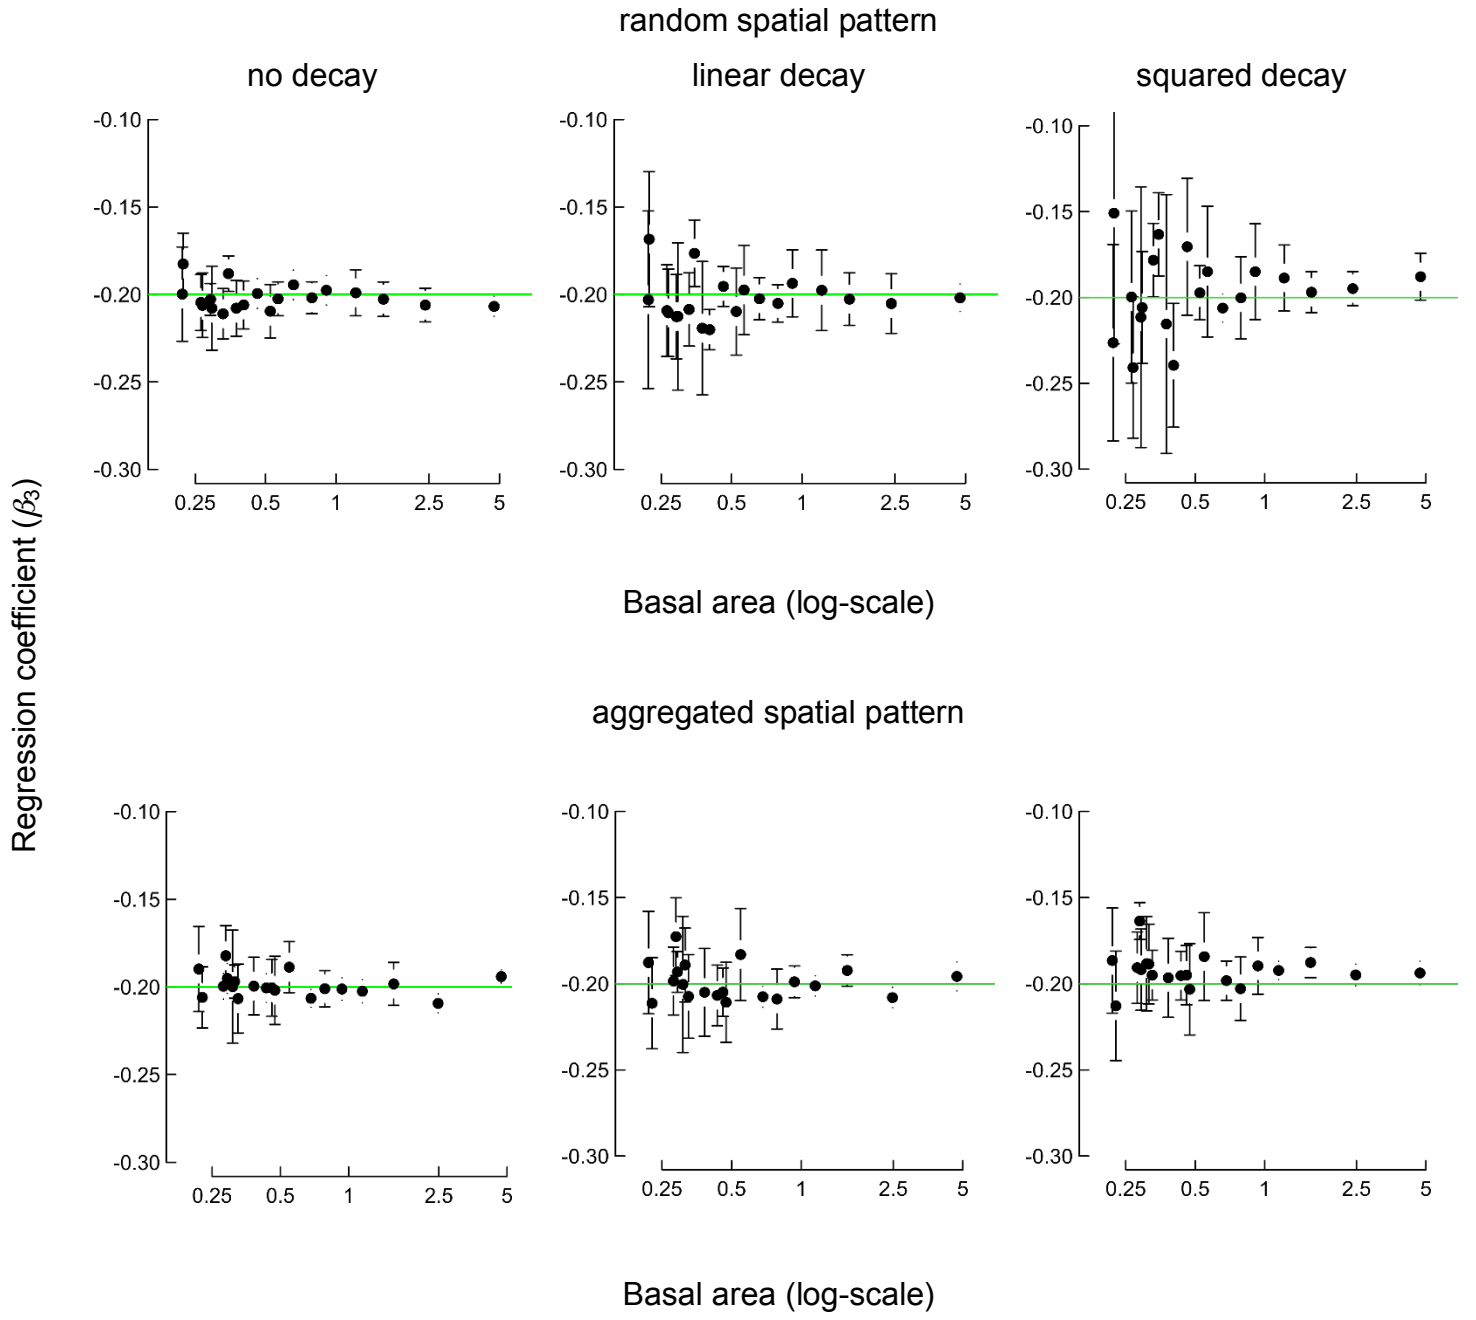 random spatial pattern
no decay linear decay squared decay
-0.10 -0.10 -0.10
-0.15 -0.15 -0.15
-0.20 -0.20 -0.20
-0.25 -0.25 -0.25
-0.30 -0.30 -0.30
0.25 0.5 1 2.5 5 0.25 0.5 1 2.5 5 0.25 0.5 1 2.5 5
Regression coefficient (β3)
Basal area (log-scale)
aggregated spatial pattern
-0.10 -0.10 -0.10
-0.15 -0.15 -0.15
-0.20 -0.20 -0.20
-0.25 -0.25 -0.25
-0.30 -0.30 -0.30
0.25 0.5 1 2.5 5 0.25 0.5 1 2.5 5 0.25 0.5 1 2.5 5
Basal area (log-scale)